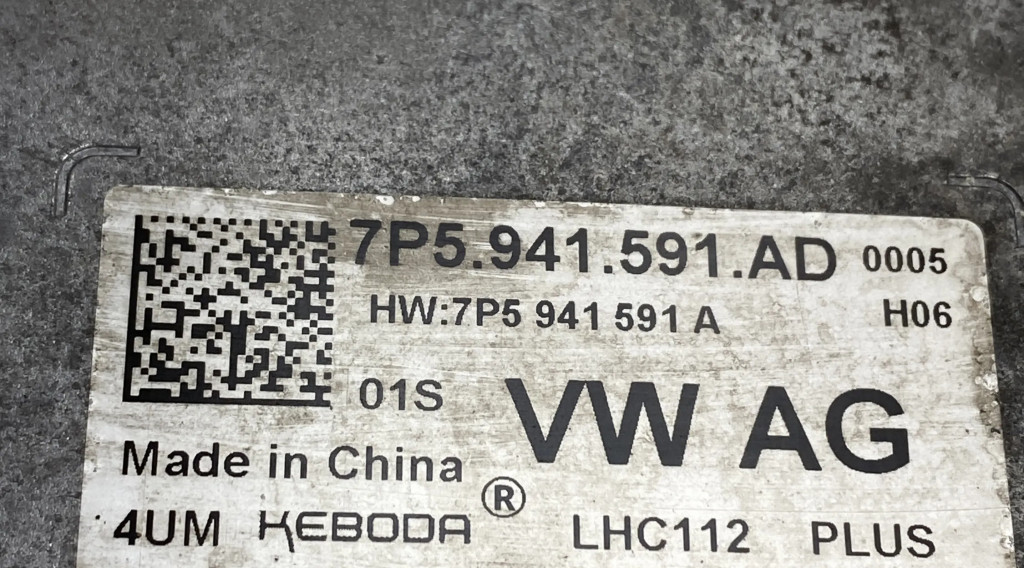 7P5.941.591.AD 0005
HW:7P5 941 591 A H06
01S VW AG
Made in China
4UM KEBODA® LHC112 PLUS